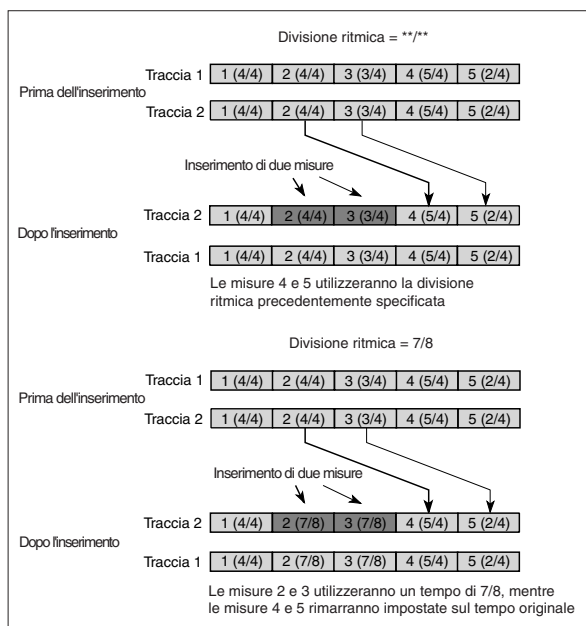 Divisione ritmica = **/**
Traccia 1 1 (4/4) 2 (4/4) 3 (3/4) 4 (5/4) 5 (2/4)
Prima dell'inserimento
Traccia 2 1 (4/4) 2 (4/4) 3 (3/4) 4 (5/4) 5 (2/4)
Inserimento di due misure
Traccia 2 1 (4/4) 2 (4/4) 3 (3/4) 4 (5/4) 5 (2/4)
Dopo l'inserimento
Traccia 1 1 (4/4) 2 (4/4) 3 (3/4) 4 (5/4) 5 (2/4)
Le misure 4 e 5 utilizzeranno la divisione
ritmica precedentemente specificata
Divisione ritmica = 7/8
Traccia 1 1 (4/4) 2 (4/4) 3 (3/4) 4 (5/4) 5 (2/4)
Prima dell'inserimento
Traccia 2 1 (4/4) 2 (4/4) 3 (3/4) 4 (5/4) 5 (2/4)
Inserimento di due misure
Traccia 2 1 (4/4) 2 (7/8) 3 (7/8) 4 (5/4) 5 (2/4)
Dopo l'inserimento
Traccia 1 1 (4/4) 2 (7/8) 3 (7/8) 4 (5/4) 5 (2/4)
Le misure 2 e 3 utilizzeranno un tempo di 7/8, mentre
le misure 4 e 5 rimarranno impostate sul tempo originale